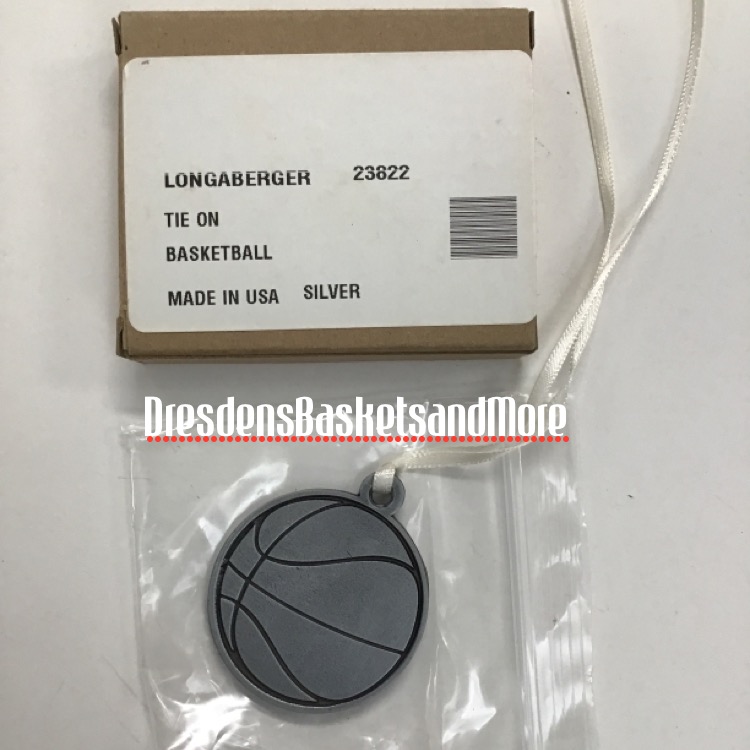 LONGABERGER 23822
TIE ON
BASKETBALL
MADE IN USA SILVER
DresdensBasketsandMore